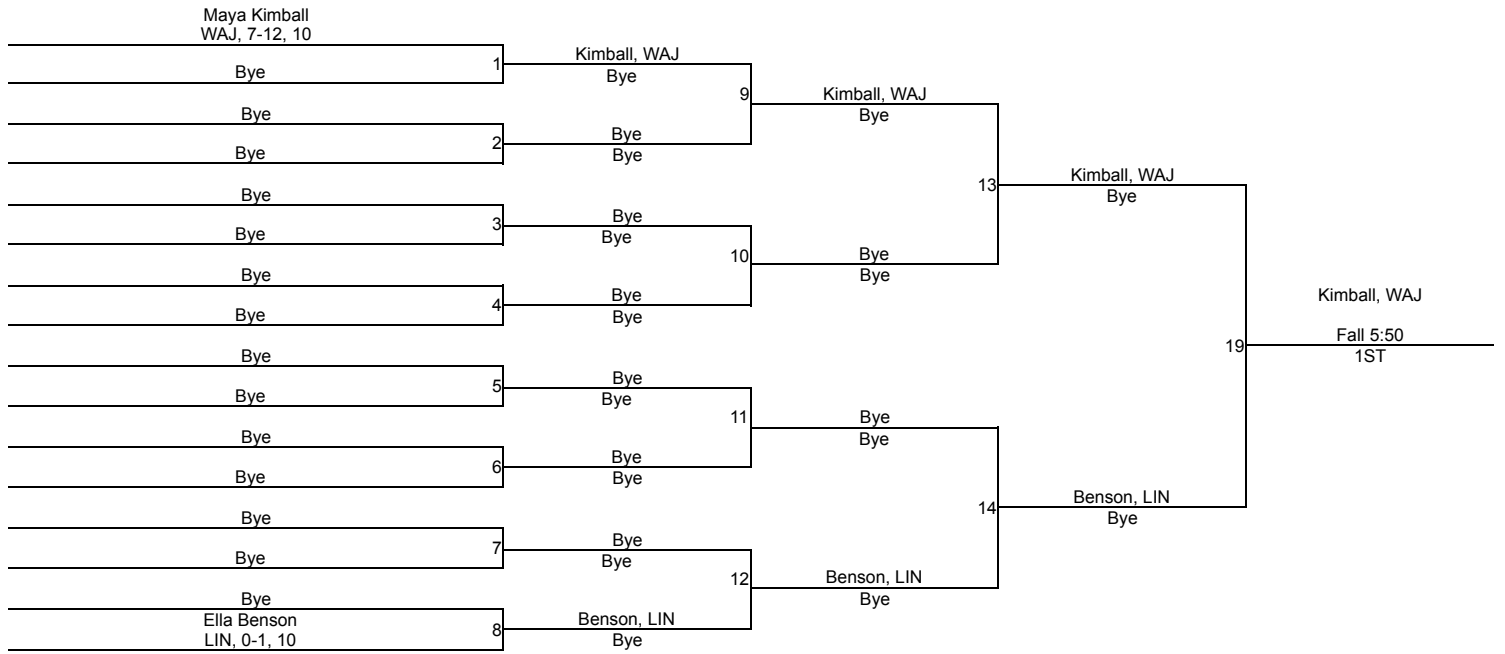 Maya Kimball
WAJ, 7-12, 10
1
Bye
Bye
2
Bye
Bye
3
Bye
Bye
4
Bye
Bye
5
Bye
Bye
6
Bye
Bye
7
Bye
Bye
Ella Benson
LIN, 0-1, 10
8
Kimball, WAJ
Bye
9
Bye
Bye
Bye
Bye
10
Bye
Bye
Bye
Bye
11
Bye
Bye
Bye
Bye
12
Benson, LIN
Bye
Kimball, WAJ
Bye
13
Bye
Bye
Bye
Bye
14
Benson, LIN
Bye
Kimball, WAJ
Bye
19
Benson, LIN
Bye
Kimball, WAJ
Fall 5:50
1ST